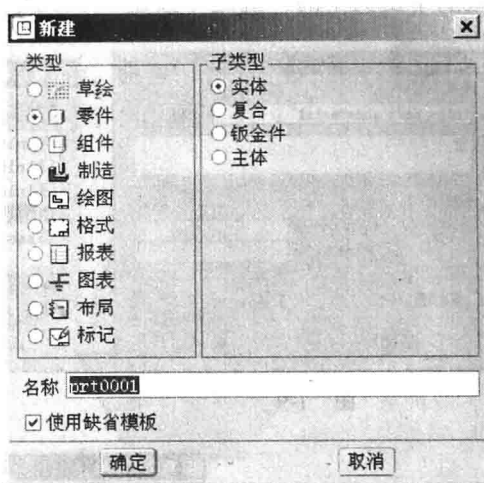 新建
类型
草绘
零件
组件
制造
绘图
格式
报表
图表
布局
标记
子类型
实体
复合
钣金件
主体
名称 prt0001
使用缺省模板
确定 取消